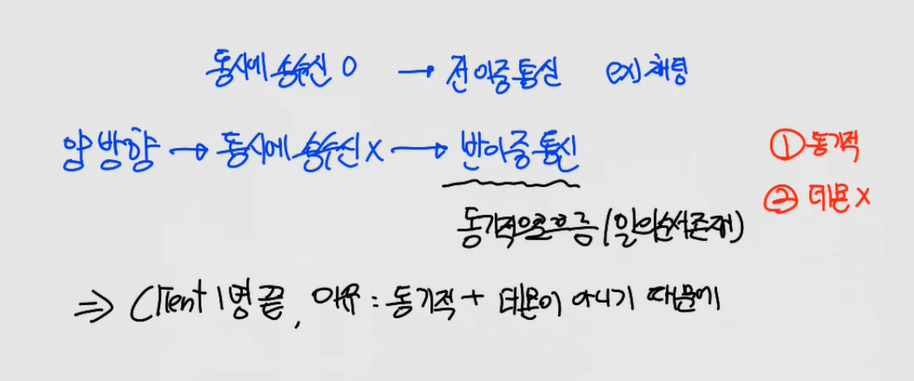 동시에 송수신 O → 전이중통신 ex) 채팅
양방향 → 동시에 송수신 X → 반이중통신
① 동기적
② 데몬 X
동기적으로흐름 (일의순서존재)
⇒ Client 1명 끝, 이유 : 동기적 + 데몬이 아니기 때문에